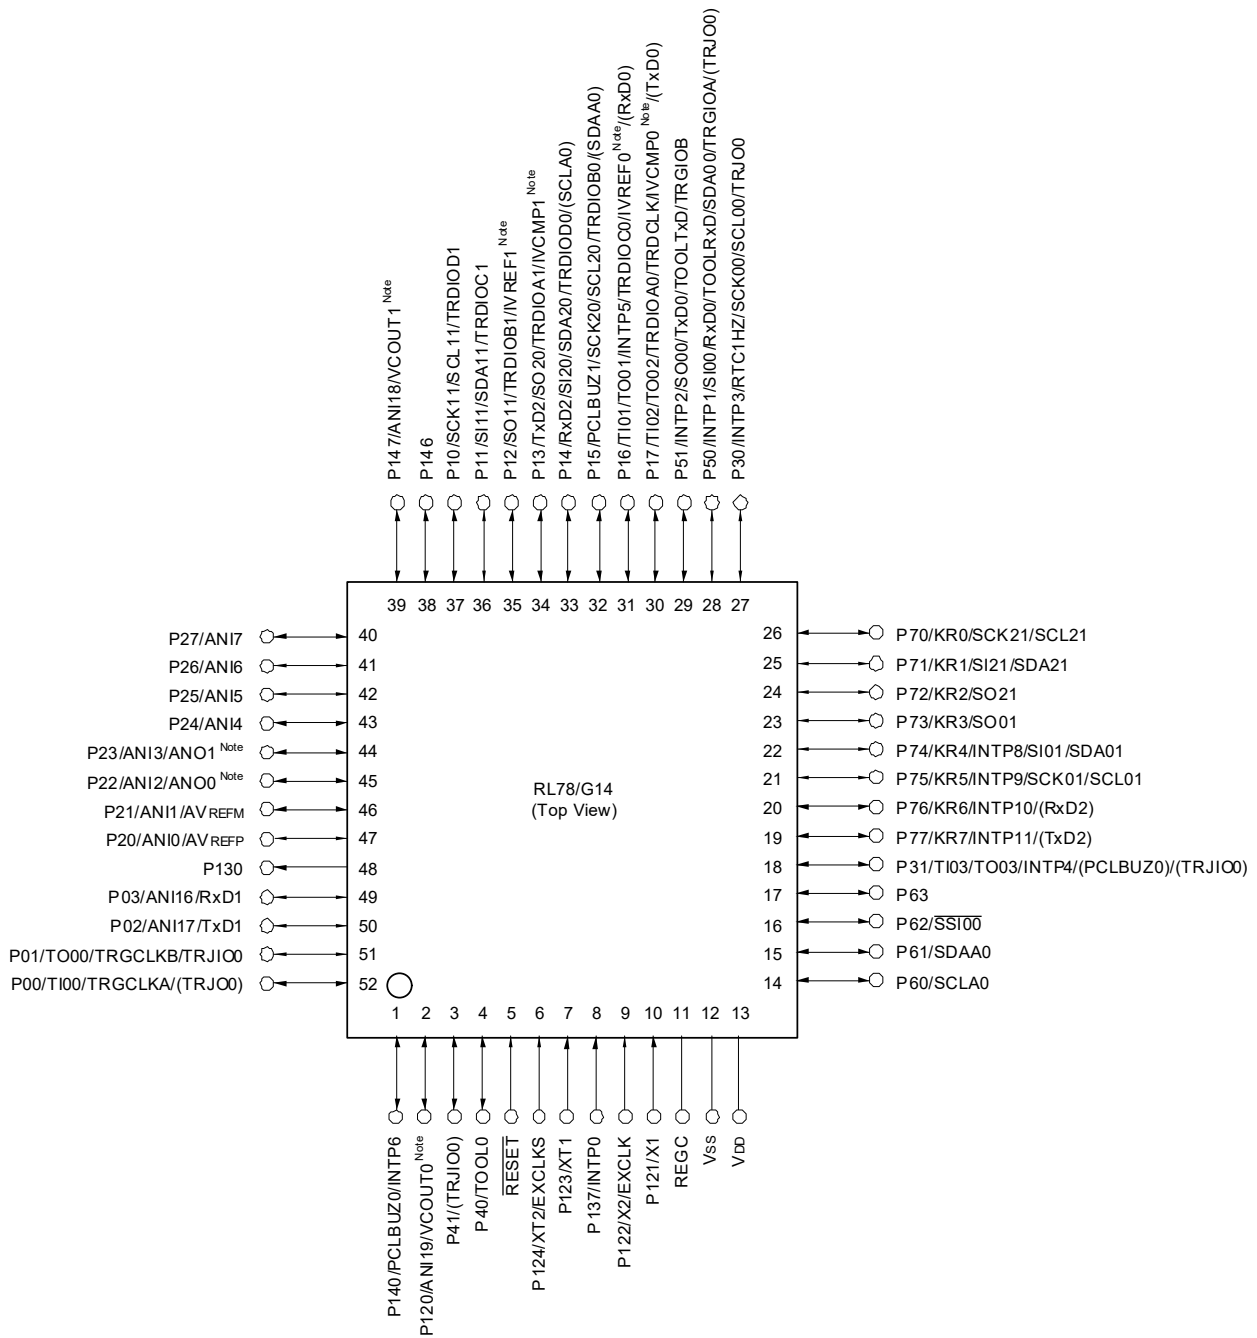 P147/ANI18/VCOUT1 Note
P146
P10/SCK11/SCL11/TRDIOD1
P11/SI11/SDA11/TRDIOC1
P12/SO11/TRDIOB1/IVREF1 Note
P13/TxD2/SO20/TRDIOA1/IVCMP1 Note
P14/RxD2/SI20/SDA20/TRDIOD0/(SCLA0)
P15/PCLBUZ1/SCK20/SCL20/TRDIOB0/(SDAA0)
P16/TI01/TO01/INTP5/TRDIOC0/IVREF0 Note/(RxD0)
P17/TI02/TO02/TRDIOA0/TRDCLK/IVCMP0 Note/(TxD0)
P51/INTP2/SO00/TxD0/TOOLTxD/TRGIOB
P50/INTP1/SI00/RxD0/TOOLRxD/SDA00/TRGIOA/(TRJO0)
P30/INTP3/RTC1HZ/SCK00/SCL00/TRJO0
39 38 37 36 35 34 33 32 31 30 29 28 27
P27/ANI7 40
P26/ANI6 41
P25/ANI5 42
P24/ANI4 43
P23/ANI3/ANO1 Note 44
P22/ANI2/ANO0 Note 45
P21/ANI1/AVREFM 46
P20/ANI0/AVREFP 47
P130 48
P03/ANI16/RxD1 49
P02/ANI17/TxD1 50
P01/TO00/TRGCLKB/TRJIO0 51
P00/TI00/TRGCLKA/(TRJO0) 52
RL78/G14
(Top View)
26 P70/KR0/SCK21/SCL21
25 P71/KR1/SI21/SDA21
24 P72/KR2/SO21
23 P73/KR3/SO01
22 P74/KR4/INTP8/SI01/SDA01
21 P75/KR5/INTP9/SCK01/SCL01
20 P76/KR6/INTP10/(RxD2)
19 P77/KR7/INTP11/(TxD2)
18 P31/TI03/TO03/INTP4/(PCLBUZ0)/(TRJIO0)
17 P63
16 P62/SSI00
15 P61/SDAA0
14 P60/SCLA0
1 2 3 4 5 6 7 8 9 10 11 12 13
P140/PCLBUZ0/INTP6
P120/ANI19/VCOUT0 Note
P41/(TRJIO0)
P40/TOOL0
RESET
P124/XT2/EXCLKS
P123/XT1
P137/INTP0
P122/X2/EXCLK
P121/X1
REGC
VSS
VDD